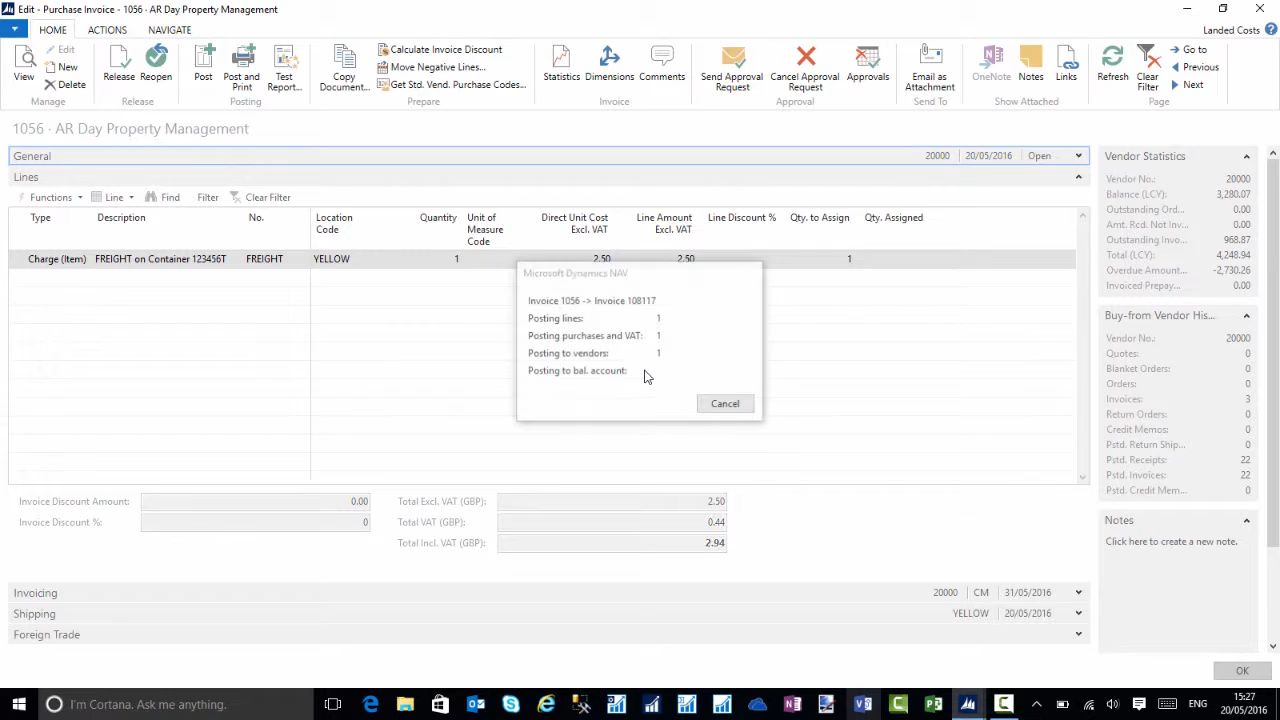 Edit - Purchase Invoice - 1056 · AR Day Property Management
HOME ACTIONS NAVIGATE
Landed Costs
View
Edit
New
Delete
Manage
Release
Reopen
Release
Post
Post and Print
Test Report...
Posting
Copy Document...
Calculate Invoice Discount
Move Negative Lines...
Get Std. Vend. Purchase Codes...
Prepare
Statistics
Dimensions
Comments
Invoice
Send Approval Request
Cancel Approval Request
Approvals
Approval
Email as Attachment
Send To
OneNote
Notes
Links
Show Attached
Refresh
Clear Filter
Go to
Previous
Next
Page
1056 · AR Day Property Management
General 20000 20/05/2016 Open
Lines
Functions Line Find Filter Clear Filter
Type Description No. Location Code Quantity Unit of Measure Code Direct Unit Cost Excl. VAT Line Amount Excl. VAT Line Discount % Qty. to Assign Qty. Assigned
Charge (Item) FREIGHT on Container 123456T FREIGHT YELLOW 1 2.50 2.50 1
Microsoft Dynamics NAV
Invoice 1056 -> Invoice 108117
Posting lines: 1
Posting purchases and VAT: 1
Posting to vendors: 1
Posting to bal. account:
Cancel
Invoice Discount Amount: 0.00
Invoice Discount %: 0
Total Excl. VAT (GBP): 2.50
Total VAT (GBP): 0.44
Total Incl. VAT (GBP): 2.94
Invoicing 20000 CM 31/05/2016
Shipping YELLOW 20/05/2016
Foreign Trade
Vendor Statistics
Vendor No.: 20000
Balance (LCY): 3,280.07
Outstanding Ord... 0.00
Amt. Rcd. Not Inv... 0.00
Outstanding Invo... 968.87
Total (LCY): 4,248.94
Overdue Amount... -2,730.26
Invoiced Prepay... 0.00
Buy-from Vendor His...
Vendor No.: 20000
Quotes: 0
Blanket Orders: 0
Orders: 0
Invoices: 3
Return Orders: 0
Credit Memos: 0
Pstd. Return Ship... 0
Pstd. Receipts: 22
Pstd. Invoices: 22
Pstd. Credit Mem... 0
Notes
Click here to create a new note.
OK
I'm Cortana. Ask me anything.
ENG
15:27
20/05/2016